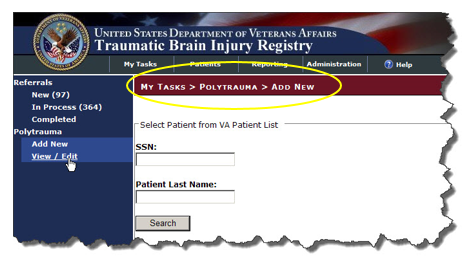 United States Department of Veterans Affairs
Traumatic Brain Injury Registry
My Tasks Patients Reporting Administration ? Help
Referrals
New (97)
In Process (364)
Completed
Polytrauma
Add New
View / Edit
My Tasks > Polytrauma > Add New
Select Patient from VA Patient List
SSN:
Patient Last Name:
Search